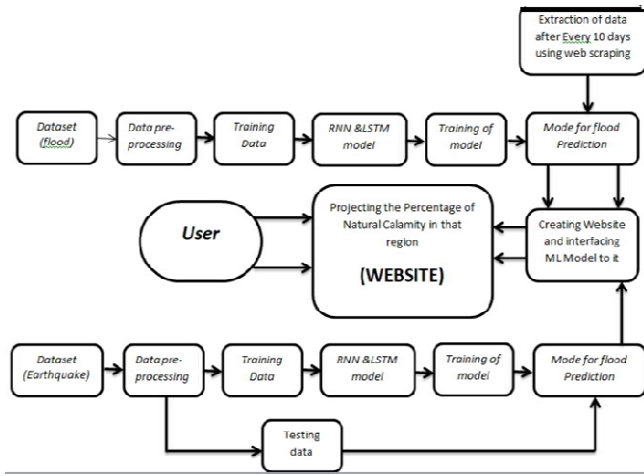 Extraction of data
after Every 10 days
using web scraping
Dataset
(flood)
Data pre-
processing
Training
Data
RNN &LSTM
model
Training of
model
Mode for flood
Prediction
User
Projecting the Percentage of
Natural Calamity in that
region
(WEBSITE)
Creating Website
and interfacing
ML Model to it
Dataset
(Earthquake)
Data pre-
processing
Training
Data
RNN &LSTM
model
Training of
model
Mode for flood
Prediction
Testing
data